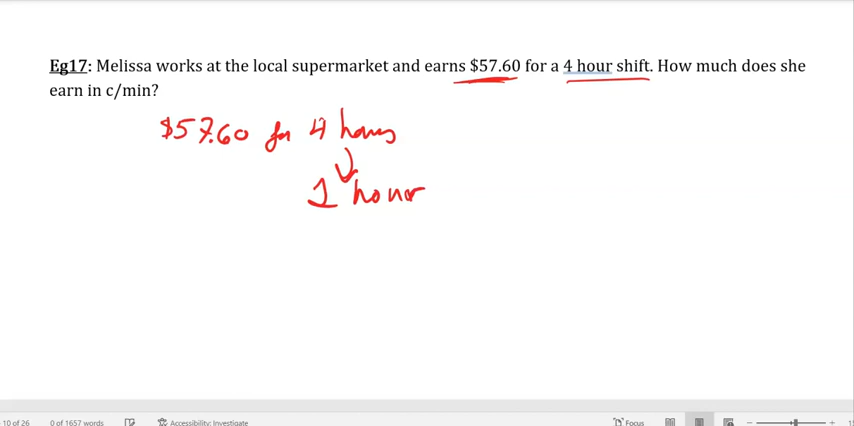 Eg17: Melissa works at the local supermarket and earns $57.60 for a 4 hour shift. How much does she
earn in c/min?
$57.60 for 4 hours
1 hour
10 of 26 0 of 1657 words Accessibility: Investigate Focus